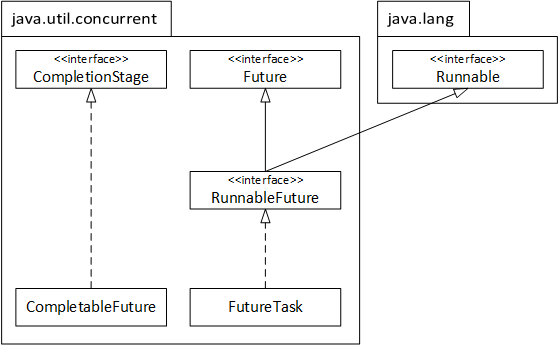 java.util.concurrent
java.lang
<<interface>>
CompletionStage
<<interface>>
Future
<<interface>>
Runnable
<<interface>>
RunnableFuture
CompletableFuture
FutureTask